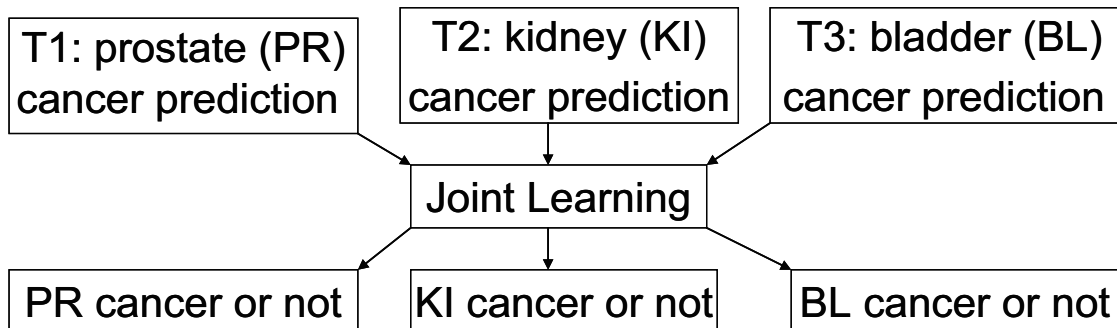 T1: prostate (PR)
cancer prediction
T2: kidney (KI)
cancer prediction
T3: bladder (BL)
cancer prediction
Joint Learning
PR cancer or not
KI cancer or not
BL cancer or not